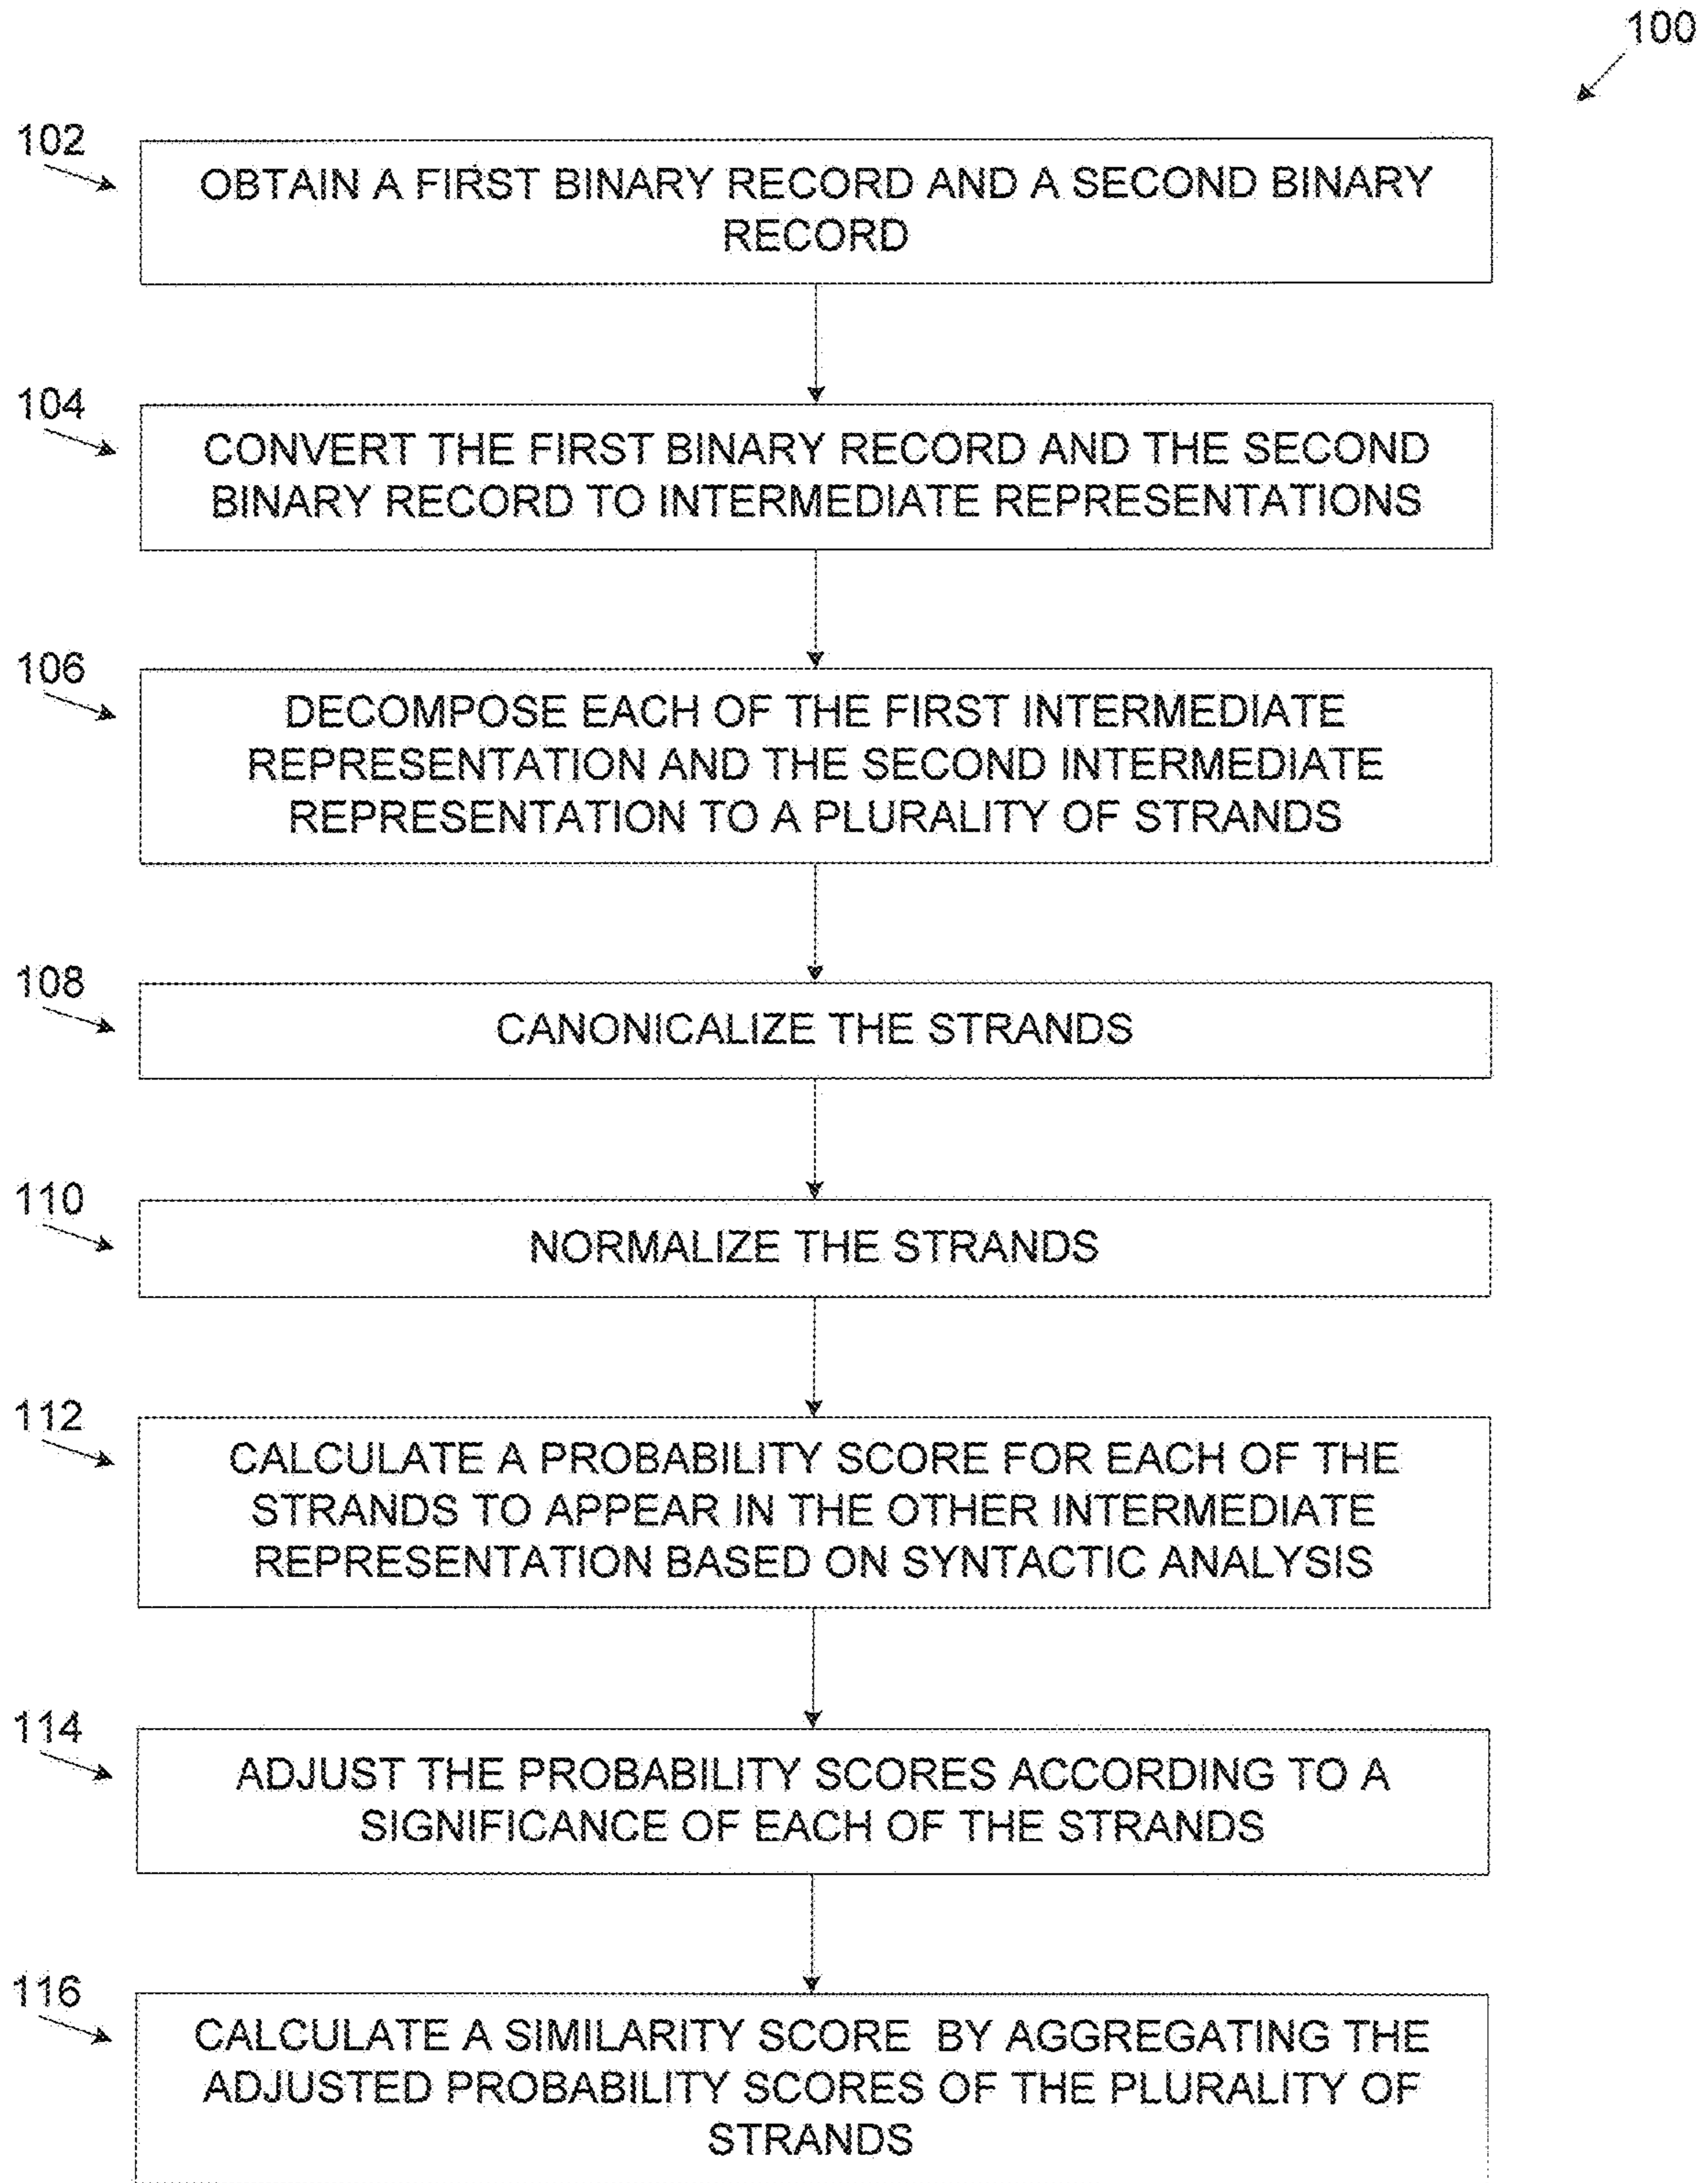 100
102
OBTAIN A FIRST BINARY RECORD AND A SECOND BINARY
RECORD
104
CONVERT THE FIRST BINARY RECORD AND THE SECOND
BINARY RECORD TO INTERMEDIATE REPRESENTATIONS
106
DECOMPOSE EACH OF THE FIRST INTERMEDIATE
REPRESENTATION AND THE SECOND INTERMEDIATE
REPRESENTATION TO A PLURALITY OF STRANDS
108
CANONICALIZE THE STRANDS
110
NORMALIZE THE STRANDS
112
CALCULATE A PROBABILITY SCORE FOR EACH OF THE
STRANDS TO APPEAR IN THE OTHER INTERMEDIATE
REPRESENTATION BASED ON SYNTACTIC ANALYSIS
114
ADJUST THE PROBABILITY SCORES ACCORDING TO A
SIGNIFICANCE OF EACH OF THE STRANDS
116
CALCULATE A SIMILARITY SCORE BY AGGREGATING THE
ADJUSTED PROBABILITY SCORES OF THE PLURALITY OF
STRANDS